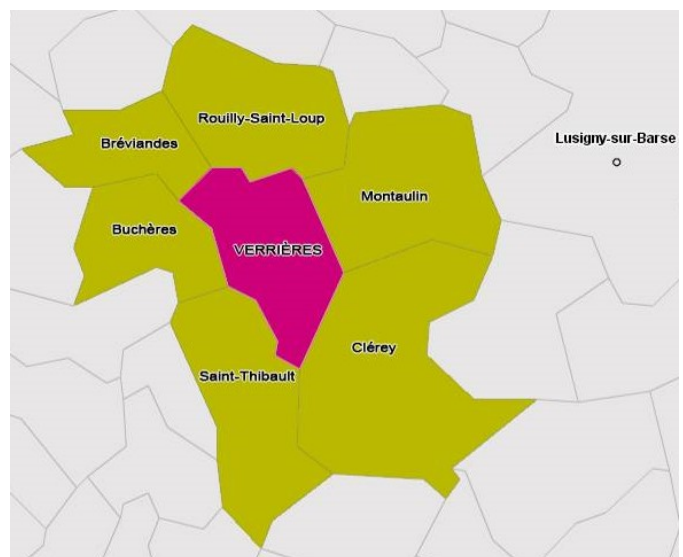 Rouilly-Saint-Loup
Lusigny-sur-Barse
Bréviandes
Montaulin
Buchères
VERRIÈRES
Clérey
Saint-Thibault